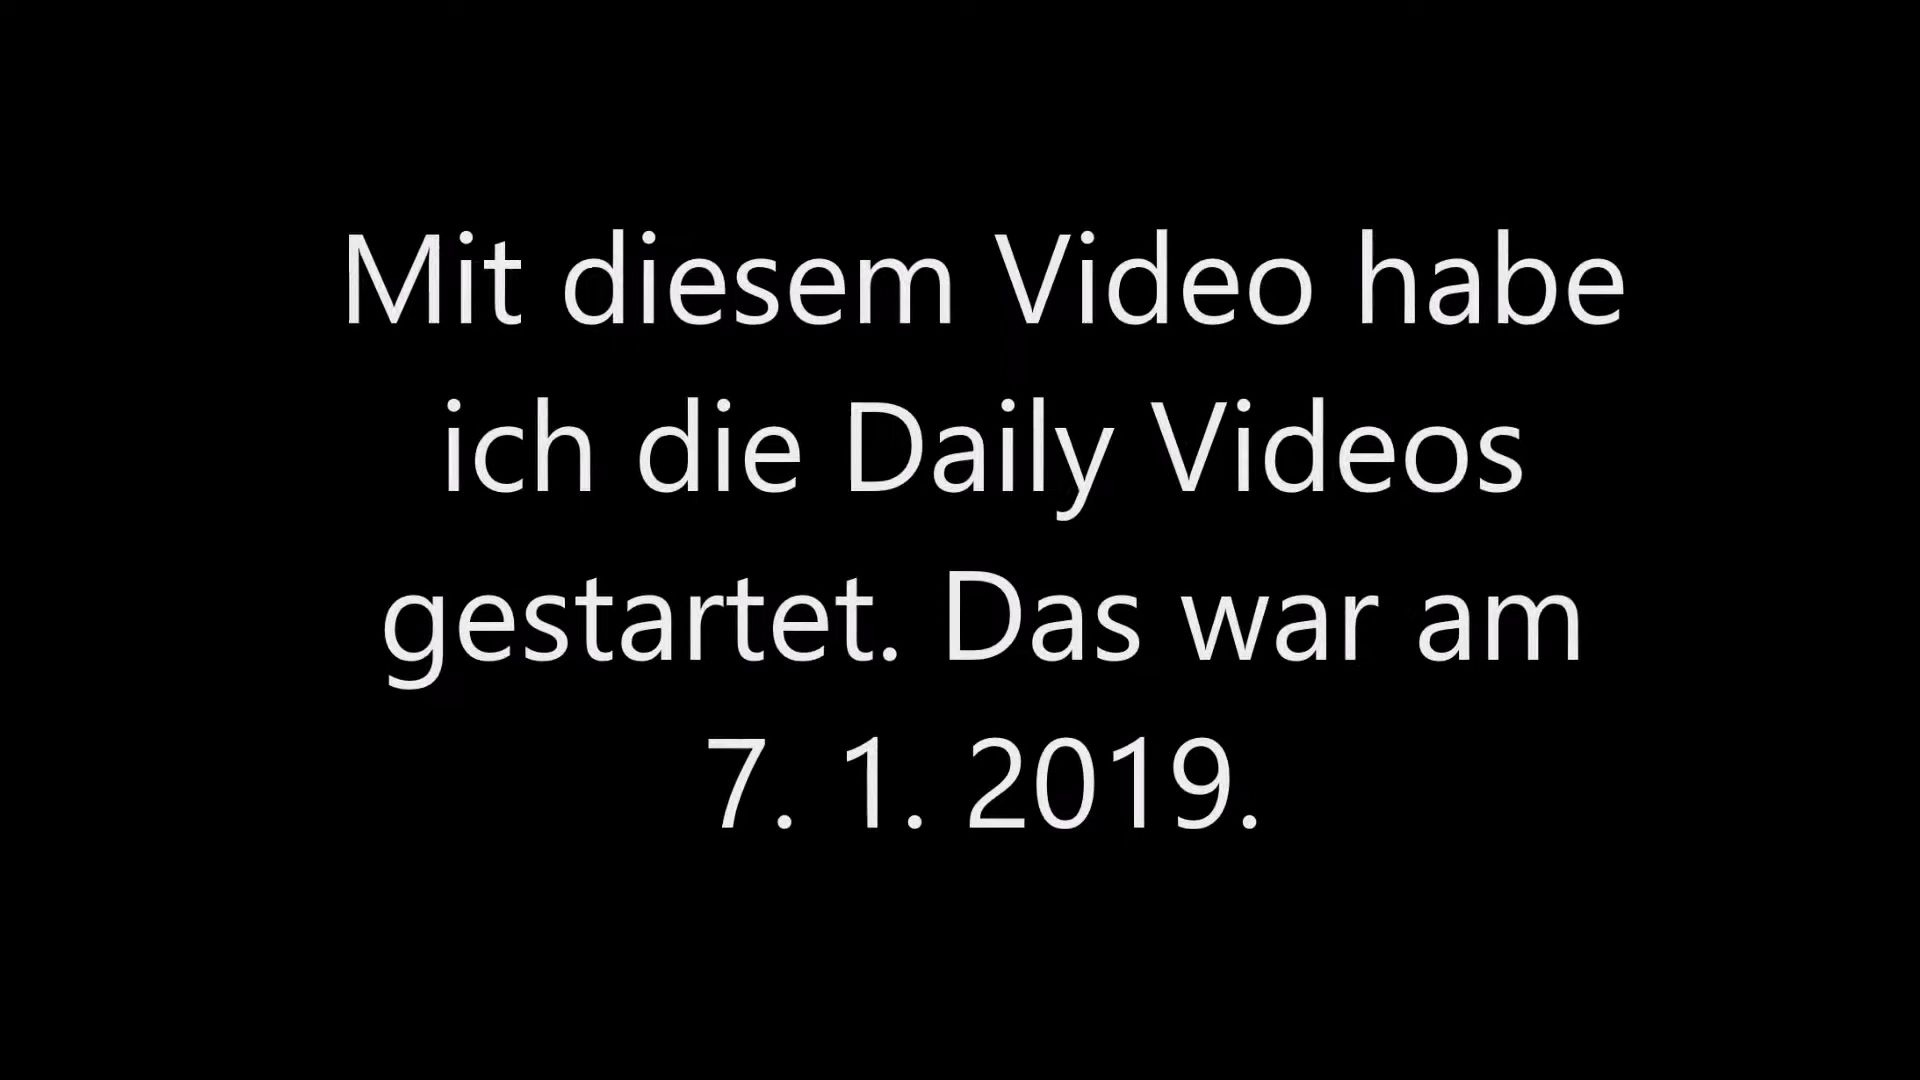 Mit diesem Video habe
ich die Daily Videos
gestartet. Das war am
7. 1. 2019.